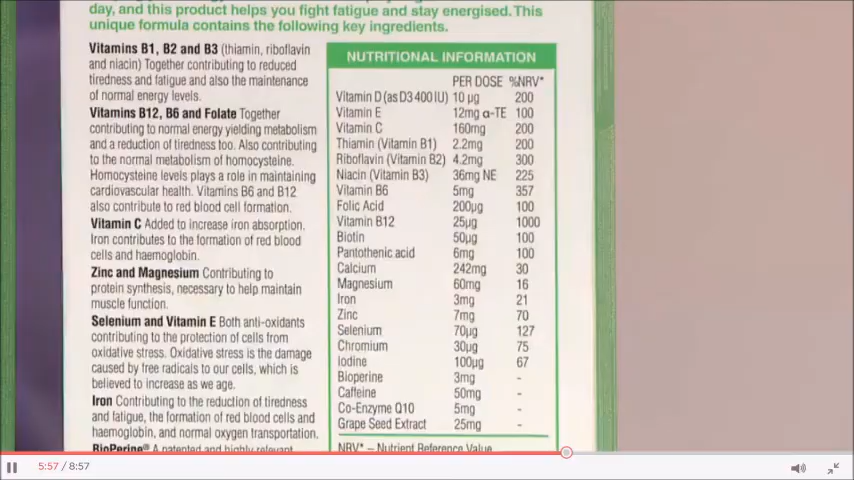 day, and this product helps you fight fatigue and stay energised. This
unique formula contains the following key ingredients.
Vitamins B1, B2 and B3 (thiamin, riboflavin
and niacin) Together contributing to reduced
tiredness and fatigue and also the maintenance
of normal energy levels.
Vitamins B12, B6 and Folate Together
contributing to normal energy yielding metabolism
and a reduction of tiredness too. Also contributing
to the normal metabolism of homocysteine.
Homocysteine levels plays a role in maintaining
cardiovascular health. Vitamins B6 and B12
also contribute to red blood cell formation.
Vitamin C Added to increase iron absorption.
Iron contributes to the formation of red blood
cells and haemoglobin.
Zinc and Magnesium Contributing to
protein synthesis, necessary to help maintain
muscle function.
Selenium and Vitamin E Both anti-oxidants
contributing to the protection of cells from
oxidative stress. Oxidative stress is the damage
caused by free radicals to our cells, which is
believed to increase as we age.
Iron Contributing to the reduction of tiredness
and fatigue, the formation of red blood cells and
haemoglobin, and normal oxygen transportation.
BioPerine® A patented and highly relevant
NUTRITIONAL INFORMATION
PER DOSE %NRV*
Vitamin D (as D3 400 IU) 10 µg 200
Vitamin E 12mg α-TE 100
Vitamin C 160mg 200
Thiamin (Vitamin B1) 2.2mg 200
Riboflavin (Vitamin B2) 4.2mg 300
Niacin (Vitamin B3) 36mg NE 225
Vitamin B6 5mg 357
Folic Acid 200µg 100
Vitamin B12 25µg 1000
Biotin 50µg 100
Pantothenic acid 6mg 100
Calcium 242mg 30
Magnesium 60mg 16
Iron 3mg 21
Zinc 7mg 70
Selenium 70µg 127
Chromium 30µg 75
Iodine 100µg 67
Bioperine 3mg -
Caffeine 50mg -
Co-Enzyme Q10 5mg -
Grape Seed Extract 25mg -
NRV* – Nutrient Reference Value
5:57 / 8:57